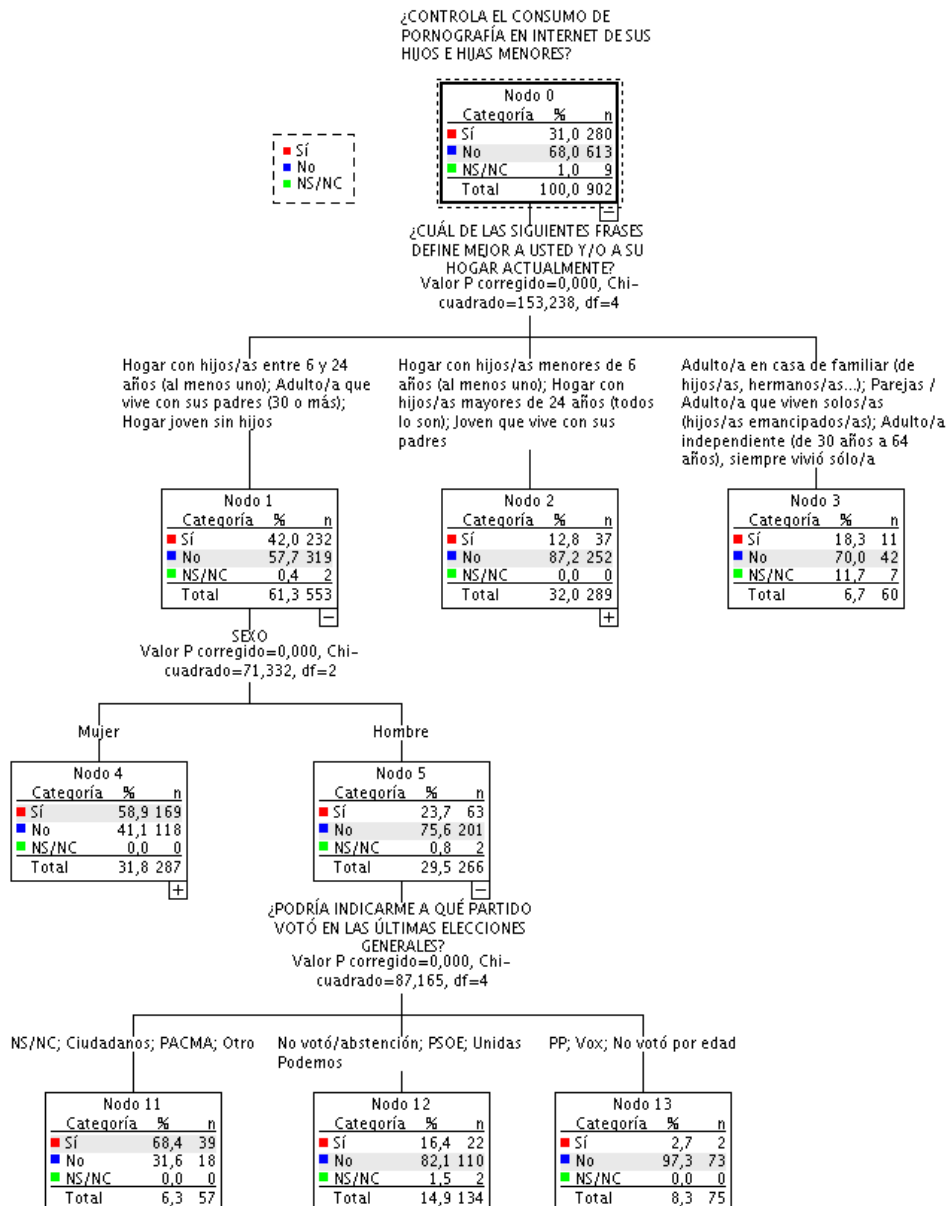 ¿CONTROLA EL CONSUMO DE
PORNOGRAFÍA EN INTERNET DE SUS
HIJOS E HIJAS MENORES?
Nodo 0
Categoría % n
Sí 31,0 280
No 68,0 613
NS/NC 1,0 9
Total 100,0 902
Sí
No
NS/NC
¿CUÁL DE LAS SIGUIENTES FRASES
DEFINE MEJOR A USTED Y/O A SU
HOGAR ACTUALMENTE?
Valor P corregido=0,000, Chi-
cuadrado=153,238, df=4
Hogar con hijos/as entre 6 y 24
años (al menos uno); Adulto/a que
vive con sus padres (30 o más);
Hogar joven sin hijos
Hogar con hijos/as menores de 6
años (al menos uno); Hogar con
hijos/as mayores de 24 años (todos
lo son); Joven que vive con sus
padres
Adulto/a en casa de familiar (de
hijos/as, hermanos/as...); Parejas /
Adulto/a que viven solos/as
(hijos/as emancipados/as); Adulto/a
independiente (de 30 años a 64
años), siempre vivió sólo/a
Nodo 1
Categoría % n
Sí 42,0 232
No 57,7 319
NS/NC 0,4 2
Total 61,3 553
Nodo 2
Categoría % n
Sí 12,8 37
No 87,2 252
NS/NC 0,0 0
Total 32,0 289
Nodo 3
Categoría % n
Sí 18,3 11
No 70,0 42
NS/NC 11,7 7
Total 6,7 60
SEXO
Valor P corregido=0,000, Chi-
cuadrado=71,332, df=2
Mujer
Hombre
Nodo 4
Categoría % n
Sí 58,9 169
No 41,1 118
NS/NC 0,0 0
Total 31,8 287
Nodo 5
Categoría % n
Sí 23,7 63
No 75,6 201
NS/NC 0,8 2
Total 29,5 266
¿PODRÍA INDICARME A QUÉ PARTIDO
VOTÓ EN LAS ÚLTIMAS ELECCIONES
GENERALES?
Valor P corregido=0,000, Chi-
cuadrado=87,165, df=4
NS/NC; Ciudadanos; PACMA; Otro
No votó/abstención; PSOE; Unidas
Podemos
PP; Vox; No votó por edad
Nodo 11
Categoría % n
Sí 68,4 39
No 31,6 18
NS/NC 0,0 0
Total 6,3 57
Nodo 12
Categoría % n
Sí 16,4 22
No 82,1 110
NS/NC 1,5 2
Total 14,9 134
Nodo 13
Categoría % n
Sí 2,7 2
No 97,3 73
NS/NC 0,0 0
Total 8,3 75